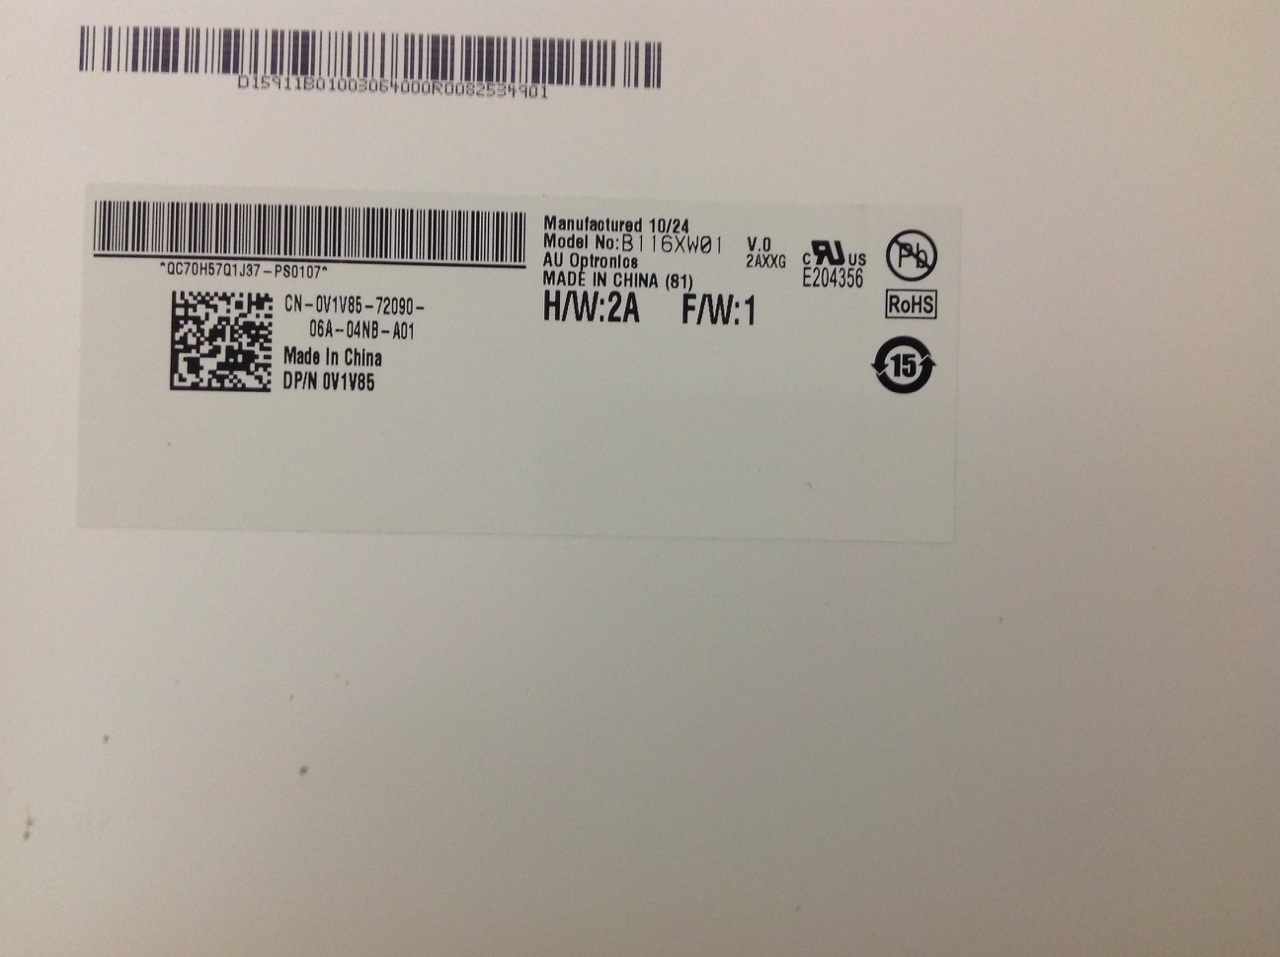 D15911B01003064000R0082534901
*QC70H57Q1J37-PS0107*
CN-0V1V85-72090-
06A-04NB-A01
Made In China
DP/N 0V1V85
Manufactured 10/24
Model No:B116XW01 V.0
AU Optronics 2AXXG
MADE IN CHINA (81)
H/W:2A F/W:1
c RU US
E204356
Pb
RoHS
15